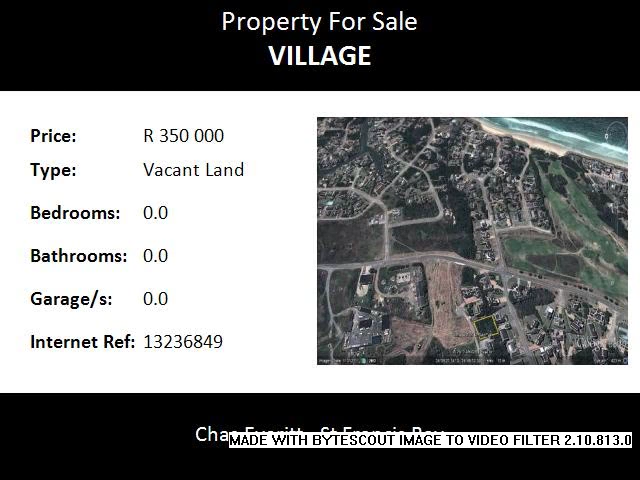 Property For Sale
VILLAGE
Price: R 350 000
Type: Vacant Land
Bedrooms: 0.0
Bathrooms: 0.0
Garage/s: 0.0
Internet Ref: 13236849
MADE WITH BYTESCOUT IMAGE TO VIDEO FILTER 2.10.813.0